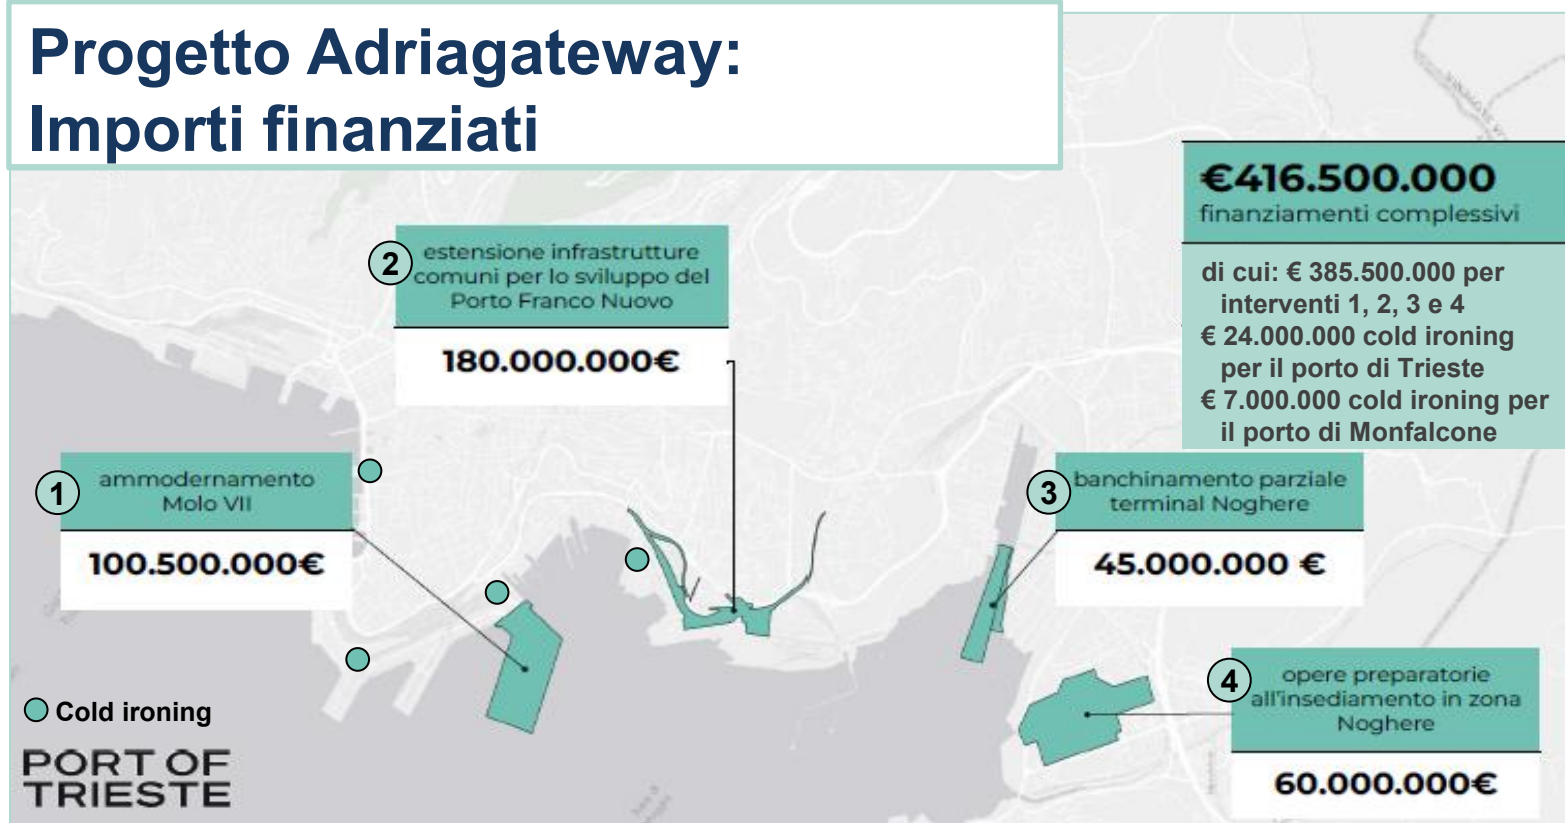 Progetto Adriagateway:
Importi finanziati
€416.500.000
finanziamenti complessivi
di cui: € 385.500.000 per
interventi 1, 2, 3 e 4
€ 24.000.000 cold ironing
per il porto di Trieste
€ 7.000.000 cold ironing per
il porto di Monfalcone
2
estensione infrastrutture
comuni per lo sviluppo del
Porto Franco Nuovo
180.000.000€
1
ammodernamento
Molo VII
100.500.000€
3
banchinamento parziale
terminal Noghere
45.000.000 €
4
opere preparatorie
all'insediamento in zona
Noghere
60.000.000€
Cold ironing
PORT OF
TRIESTE